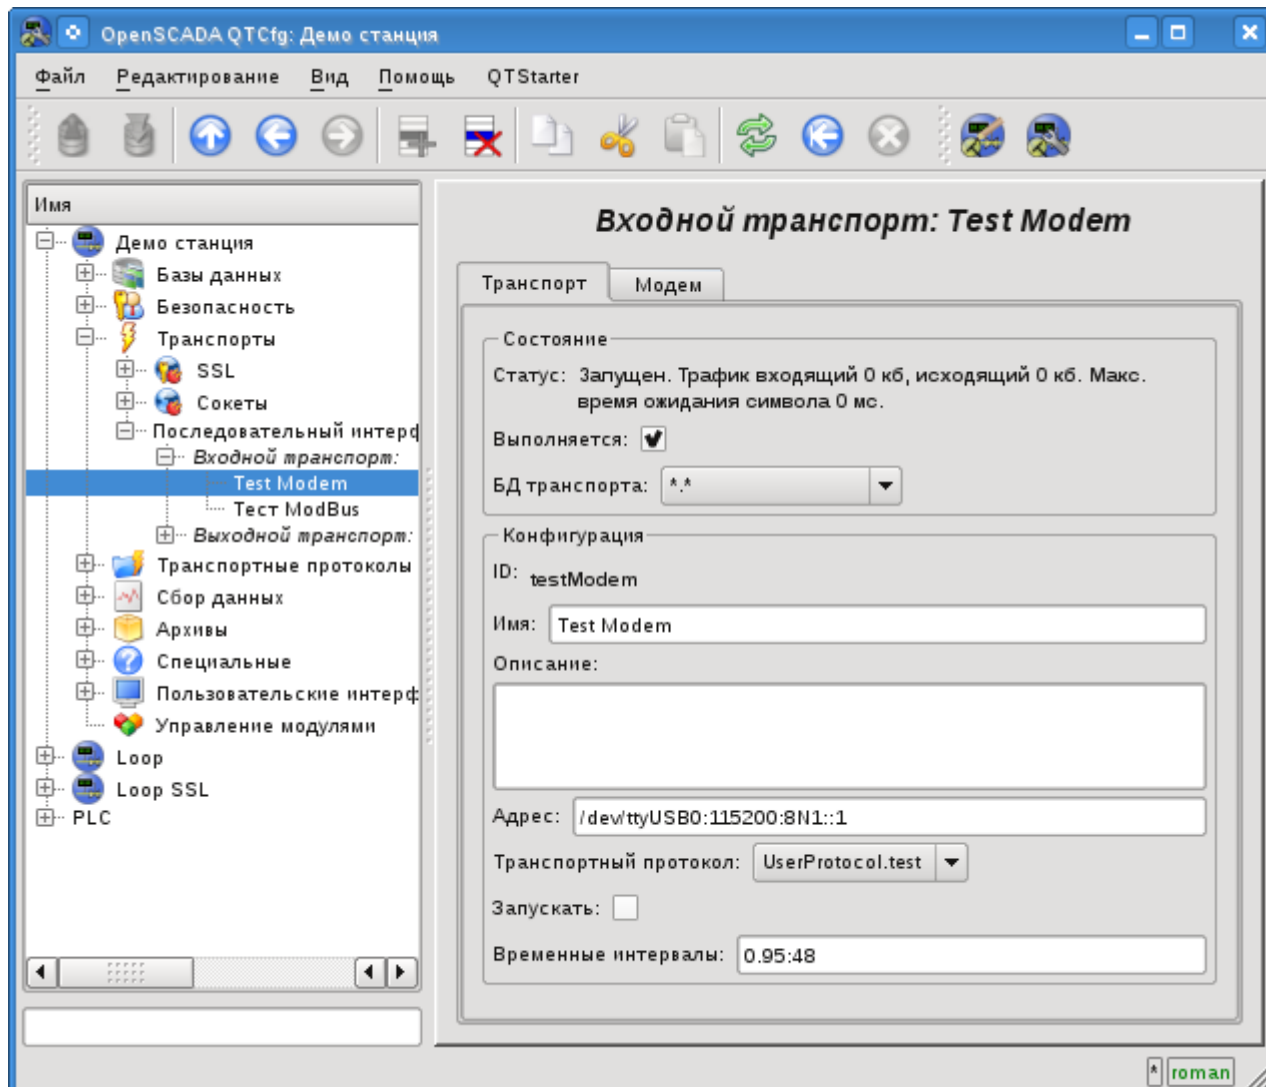 OpenSCADA QTCfg: Демо станция
Файл Редактирование Вид Помощь QTStarter
Имя
Демо станция
Базы данных
Безопасность
Транспорты
SSL
Сокеты
Последовательный интерф
Входной транспорт:
Test Modem
Тест ModBus
Выходной транспорт:
Транспортные протоколы
Сбор данных
Архивы
Специальные
Пользовательские интерф
Управление модулями
Loop
Loop SSL
PLC
Входной транспорт: Test Modem
Транспорт Модем
Состояние
Статус: Запущен. Трафик входящий 0 кб, исходящий 0 кб. Макс.
время ожидания символа 0 мс.
Выполняется:
БД транспорта: *.*
Конфигурация
ID: testModem
Имя: Test Modem
Описание:
Адрес: /dev/ttyUSB0:115200:8N1::1
Транспортный протокол: UserProtocol.test
Запускать:
Временные интервалы: 0.95:48
* roman